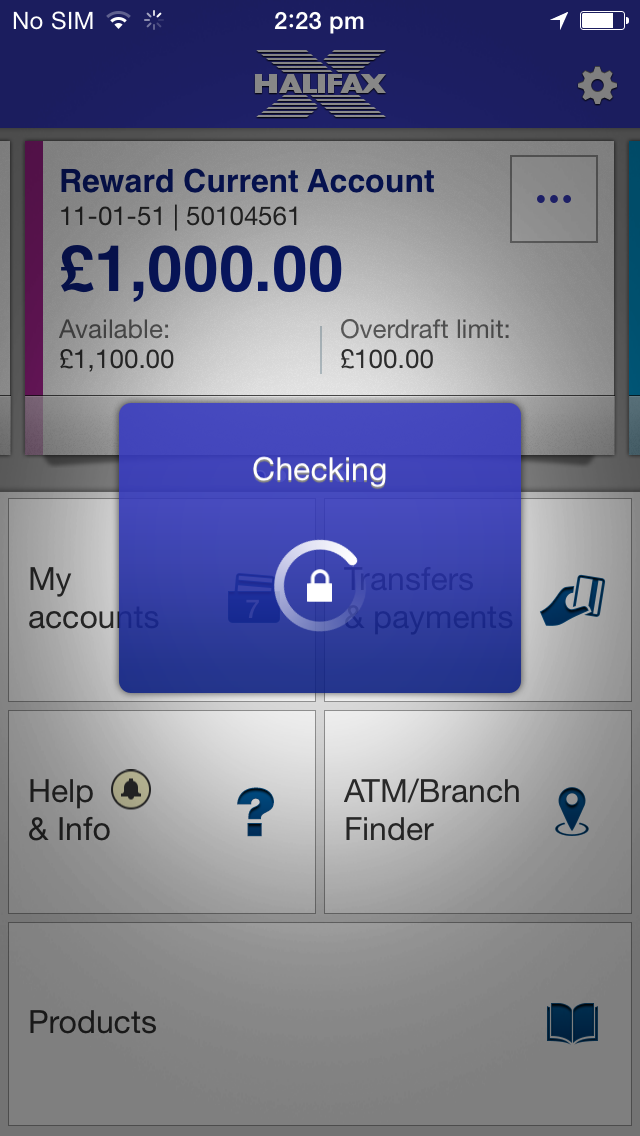 No SIM 2:23 pm
HALIFAX
Reward Current Account
11-01-51 | 50104561
£1,000.00
Available: Overdraft limit:
£1,100.00 £100.00
Checking
My
accounts
7
Transfers
& payments
Help
& Info
ATM/Branch
Finder
Products